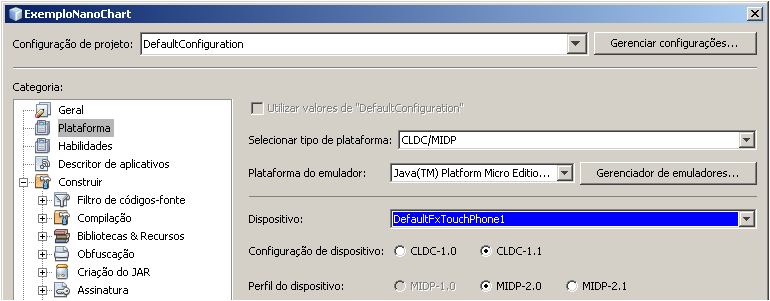 ExemploNanoChart
Configuração de projeto: DefaultConfiguration Gerenciar configurações...
Categoria:
Geral
Plataforma
Habilidades
Descritor de aplicativos
Construir
Filtro de códigos-fonte
Compilação
Bibliotecas & Recursos
Obfuscação
Criação do JAR
Assinatura
Utilizar valores de "DefaultConfiguration"
Selecionar tipo de plataforma: CLDC/MIDP
Plataforma do emulador: Java(TM) Platform Micro Editio... Gerenciador de emuladores...
Dispositivo: DefaultFxTouchPhone1
Configuração de dispositivo: CLDC-1.0 CLDC-1.1
Perfil do dispositivo: MIDP-1.0 MIDP-2.0 MIDP-2.1